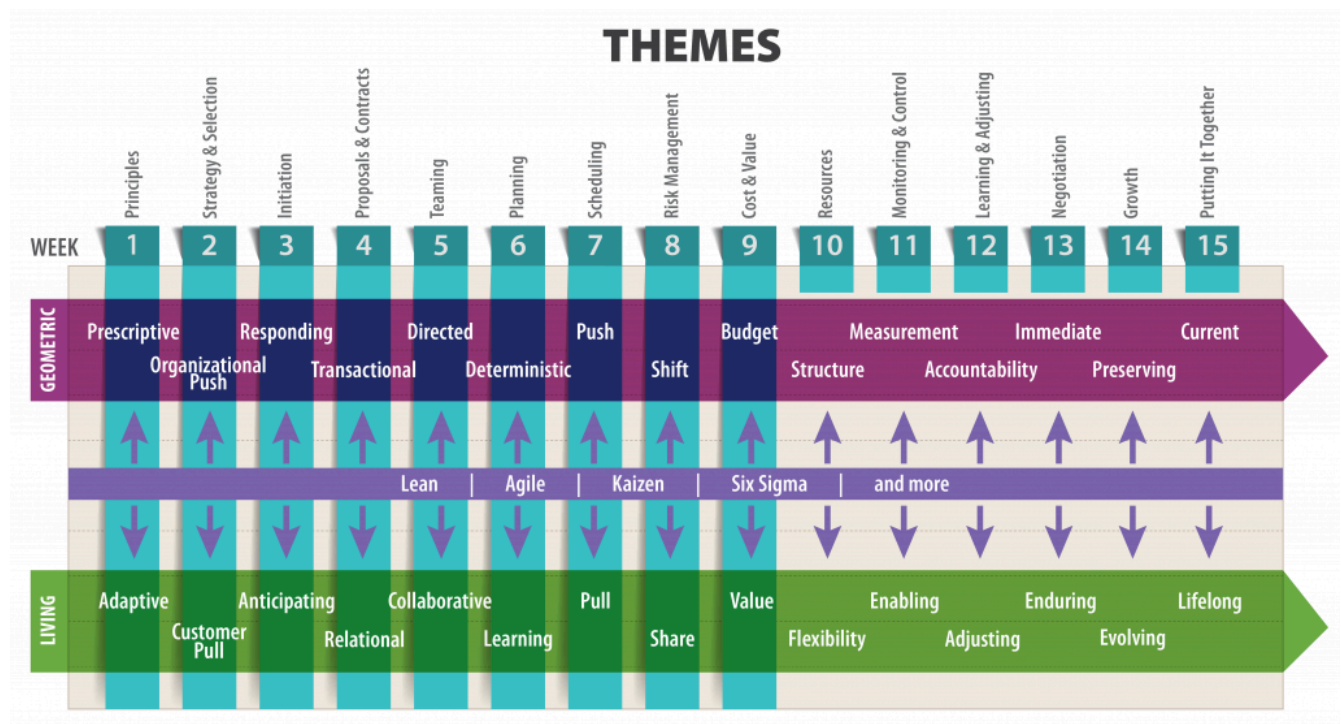 THEMES
Principles
Strategy & Selection
Initiation
Proposals & Contracts
Teaming
Planning
Scheduling
Risk Management
Cost & Value
Resources
Monitoring & Control
Learning & Adjusting
Negotiation
Growth
Putting It Together
WEEK 1 2 3 4 5 6 7 8 9 10 11 12 13 14 15
GEOMETRIC
Prescriptive Responding Directed Push Budget Measurement Immediate Current
Organizational
Push
Transactional Deterministic Shift Structure Accountability Preserving
Lean | Agile | Kaizen | Six Sigma | and more
LIVING
Adaptive Anticipating Collaborative Pull Value Enabling Enduring Lifelong
Customer
Pull
Relational Learning Share Flexibility Adjusting Evolving